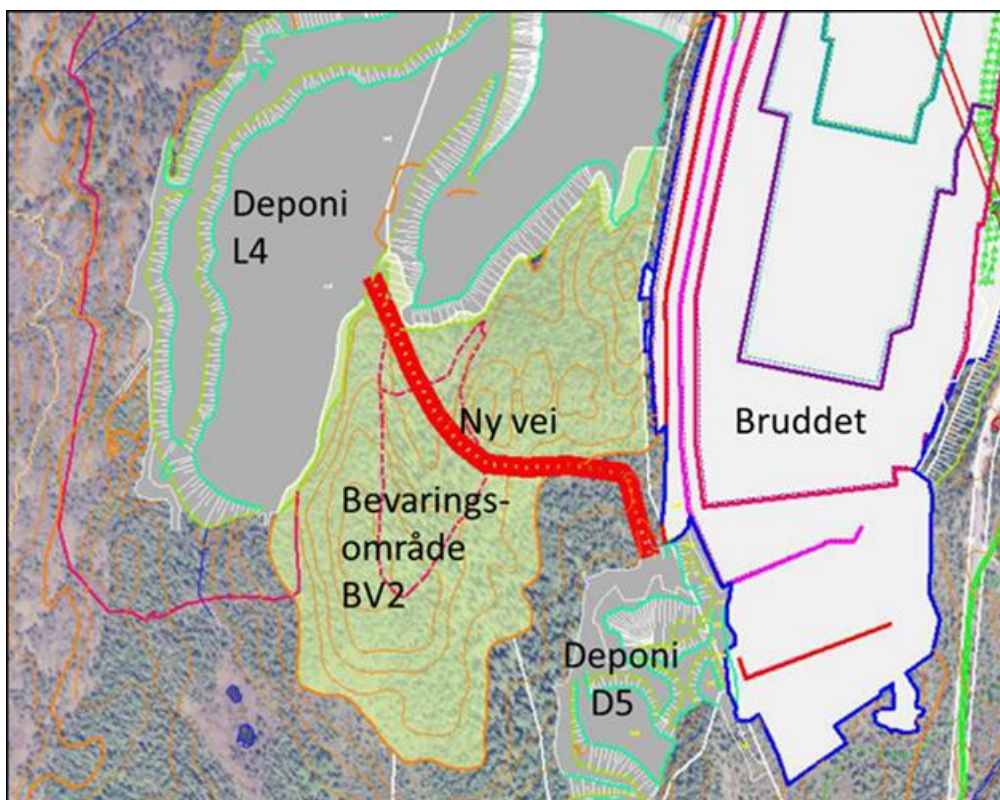 Deponi
L4
Ny vei
Bruddet
Bevarings-
område
BV2
Deponi
D5